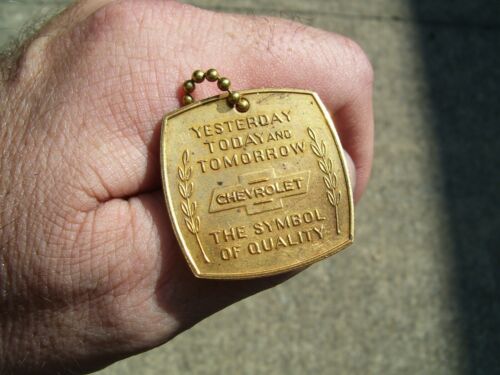 YESTERDAY
TODAY AND
TOMORROW
CHEVROLET
THE SYMBOL
OF QUALITY